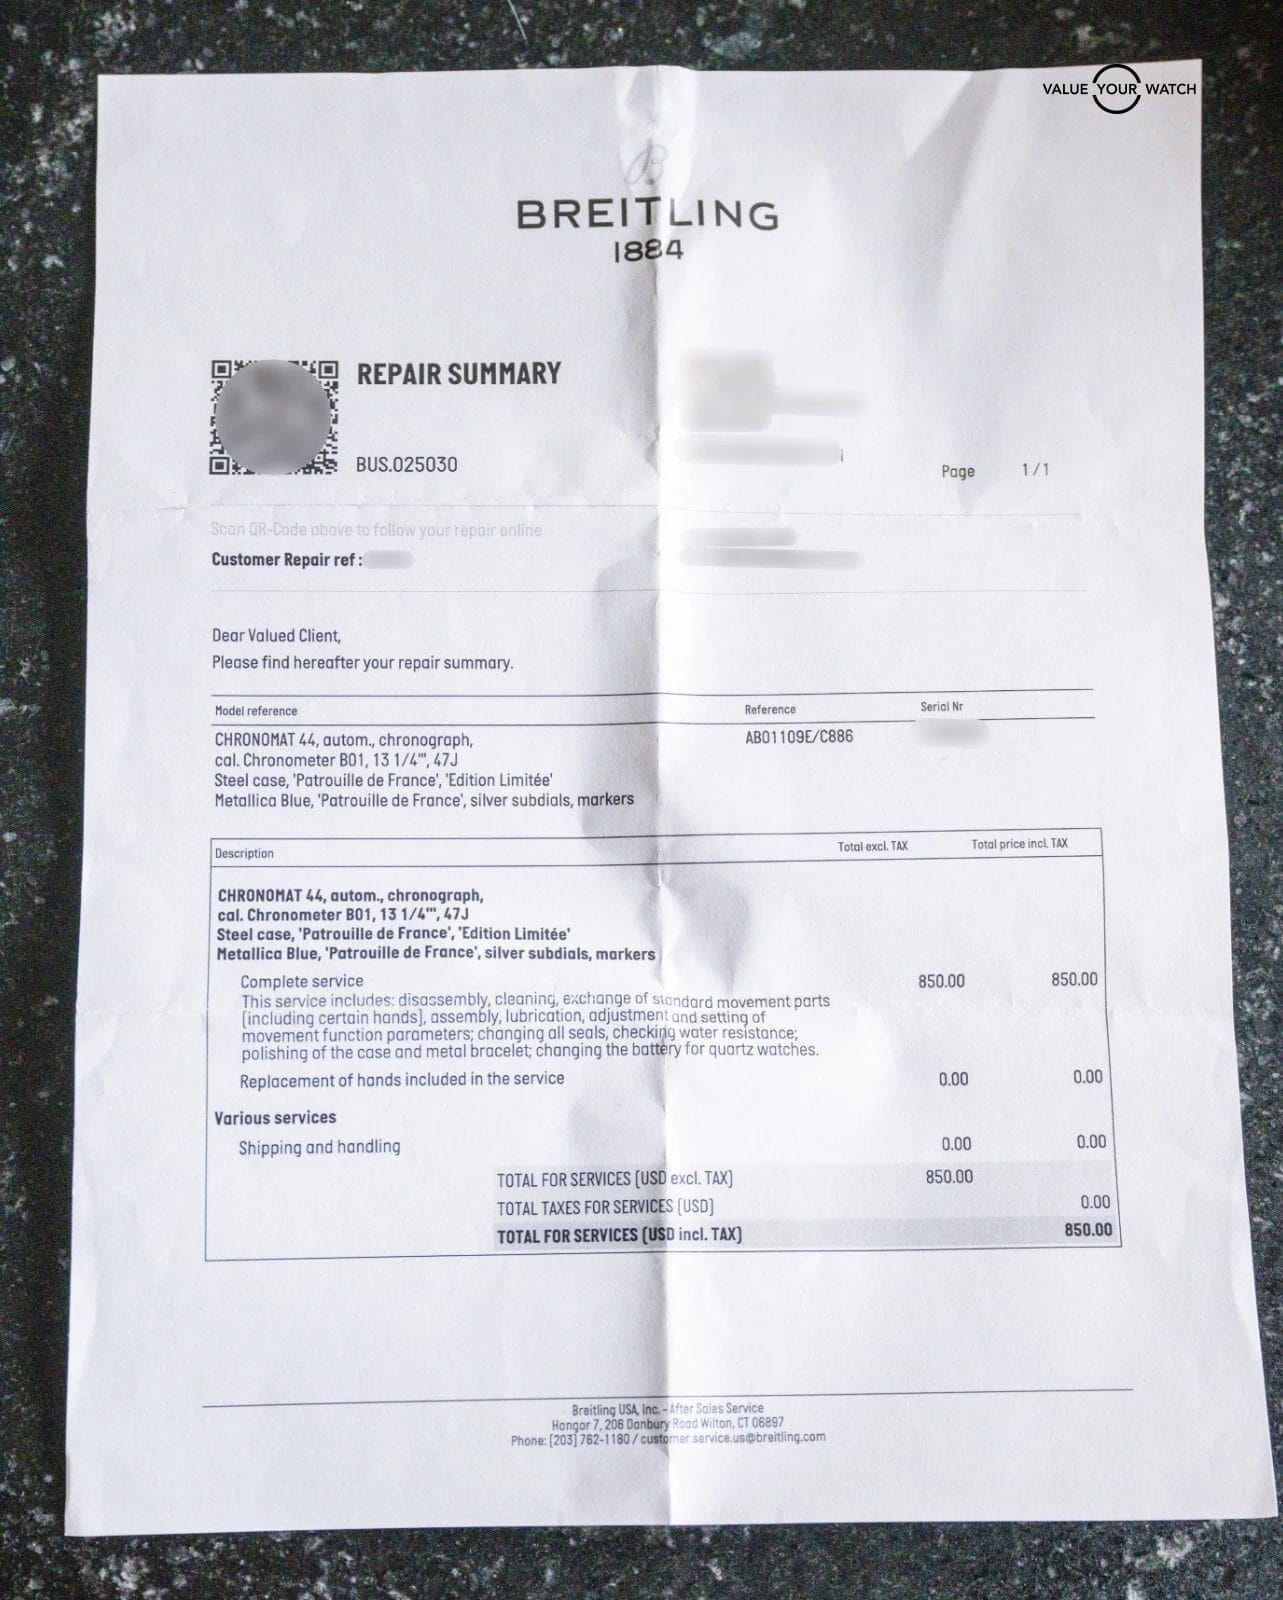 VALUE YOUR WATCH
B
BREITLING
1884
REPAIR SUMMARY
BUS.025030
Page 1/1
Scan QR-Code above to follow your repair online
Customer Repair ref :
Dear Valued Client,
Please find hereafter your repair summary.
Model reference Reference Serial Nr
CHRONOMAT 44, autom., chronograph, AB01109E/C886
cal. Chronometer B01, 13 1/4''', 47J
Steel case, 'Patrouille de France', 'Edition Limitée'
Metallica Blue, 'Patrouille de France', silver subdials, markers
Description Total excl. TAX Total price incl. TAX
CHRONOMAT 44, autom., chronograph,
cal. Chronometer B01, 13 1/4''', 47J
Steel case, 'Patrouille de France', 'Edition Limitée'
Metallica Blue, 'Patrouille de France', silver subdials, markers
Complete service 850.00 850.00
This service includes: disassembly, cleaning, exchange of standard movement parts
(including certain hands), assembly, lubrication, adjustment and setting of
movement function parameters; changing all seals, checking water resistance;
polishing of the case and metal bracelet; changing the battery for quartz watches.
Replacement of hands included in the service 0.00 0.00
Various services
Shipping and handling 0.00 0.00
TOTAL FOR SERVICES (USD excl. TAX) 850.00
TOTAL TAXES FOR SERVICES (USD) 0.00
TOTAL FOR SERVICES (USD incl. TAX) 850.00
Breitling USA, Inc. - After Sales Service
Hangar 7, 206 Danbury Road Wilton, CT 06897
Phone: (203) 762-1180 / customer.service.us@breitling.com